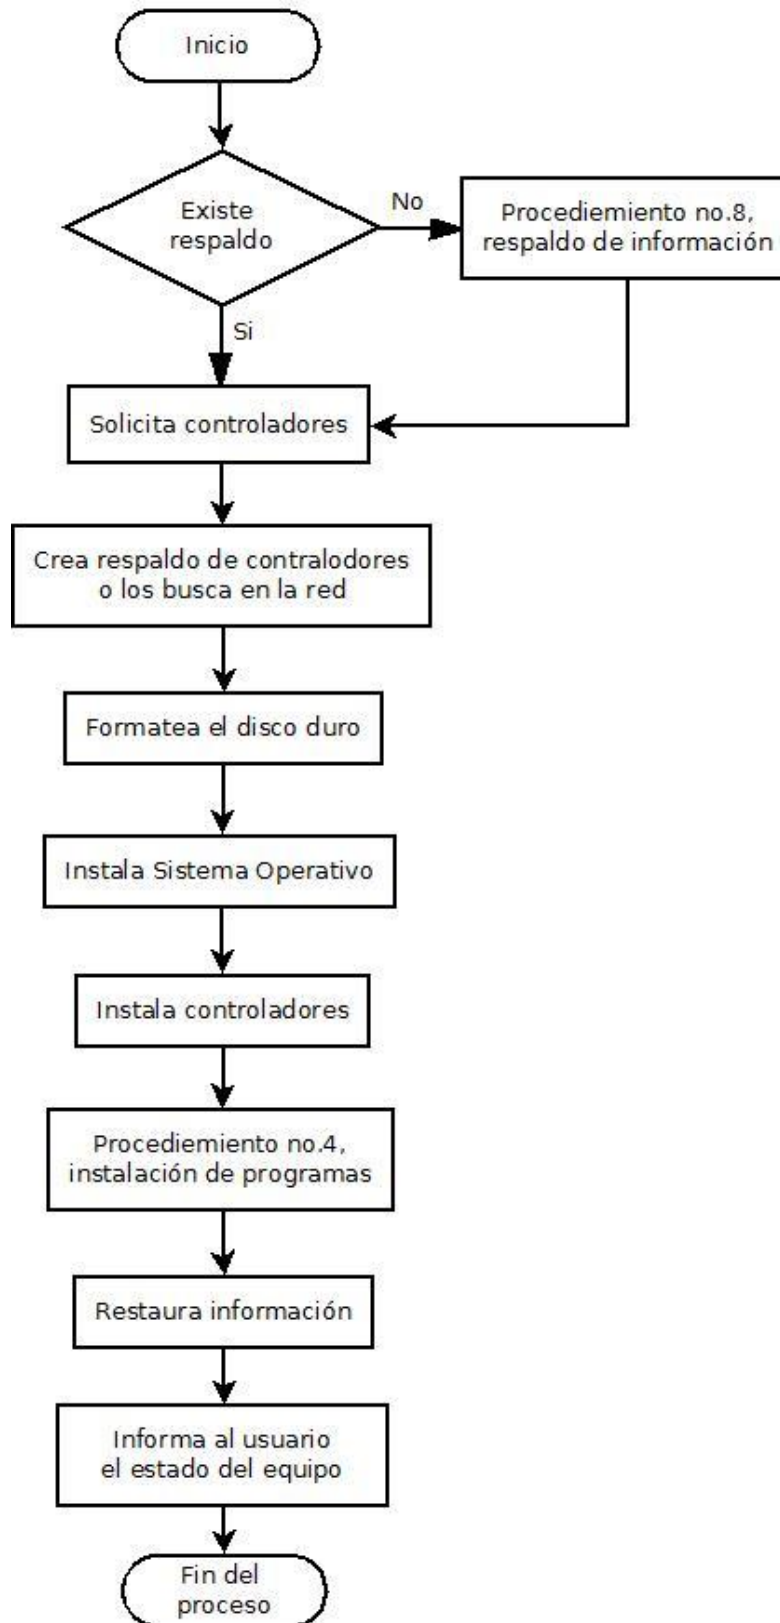 Inicio
Existe
respaldo
No
Procediemiento no.8,
respaldo de información
Si
Solicita controladores
Crea respaldo de contralodores
o los busca en la red
Formatea el disco duro
Instala Sistema Operativo
Instala controladores
Procediemiento no.4,
instalación de programas
Restaura información
Informa al usuario
el estado del equipo
Fin del
proceso